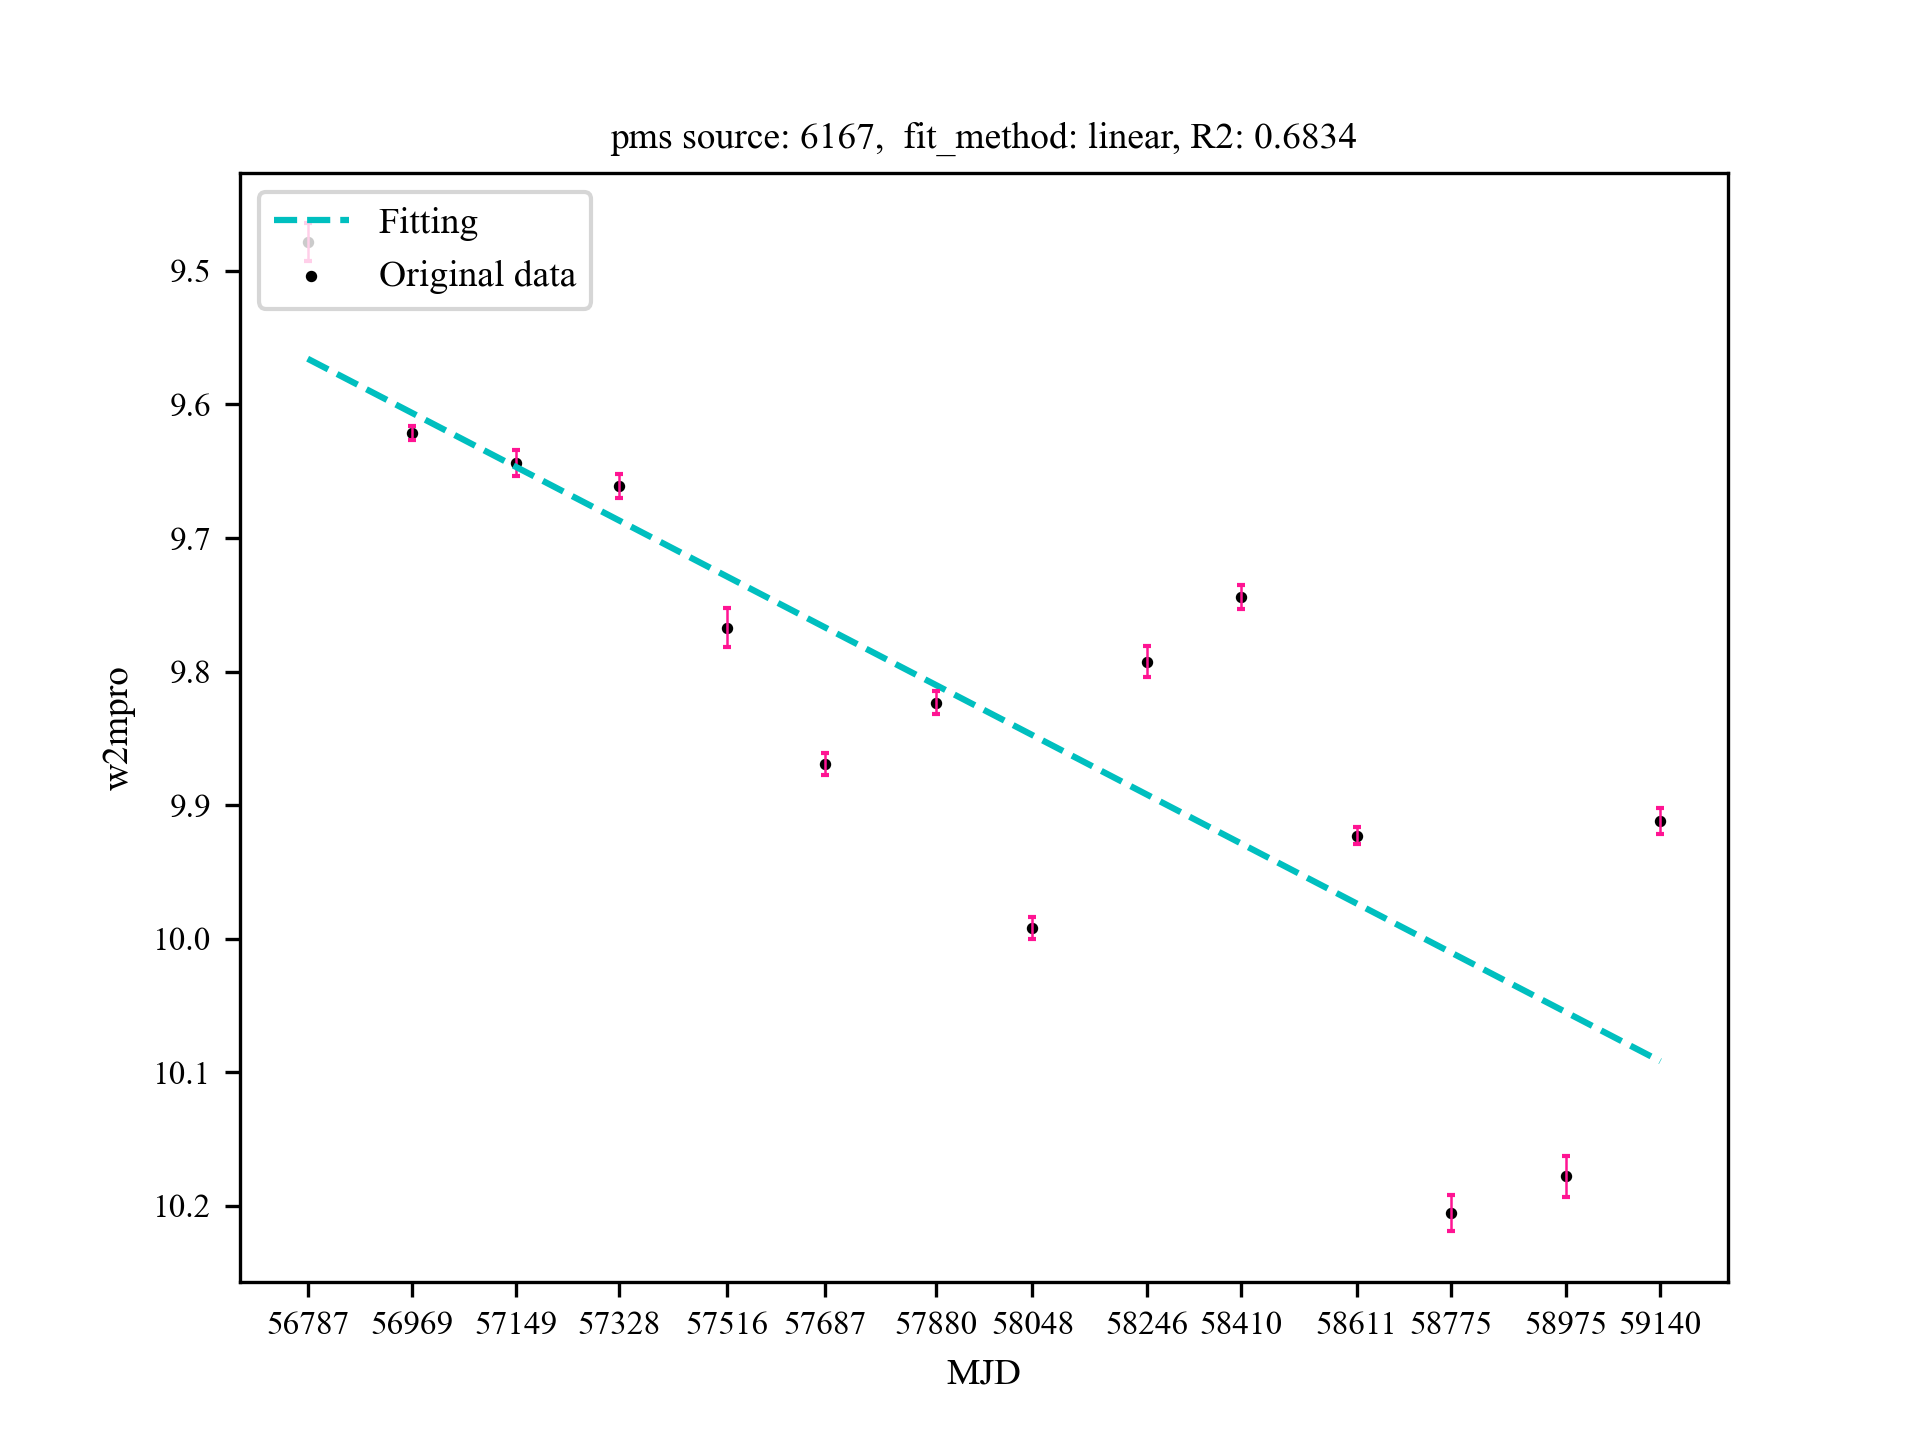 pms source: 6167, fit_method: linear, R2: 0.6834
Fitting
Original data
9.5
9.6
9.7
9.8
9.9
10.0
10.1
10.2
w2mpro
56787 56969 57149 57328 57516 57687 57880 58048 58246 58410 58611 58775 58975 59140
MJD